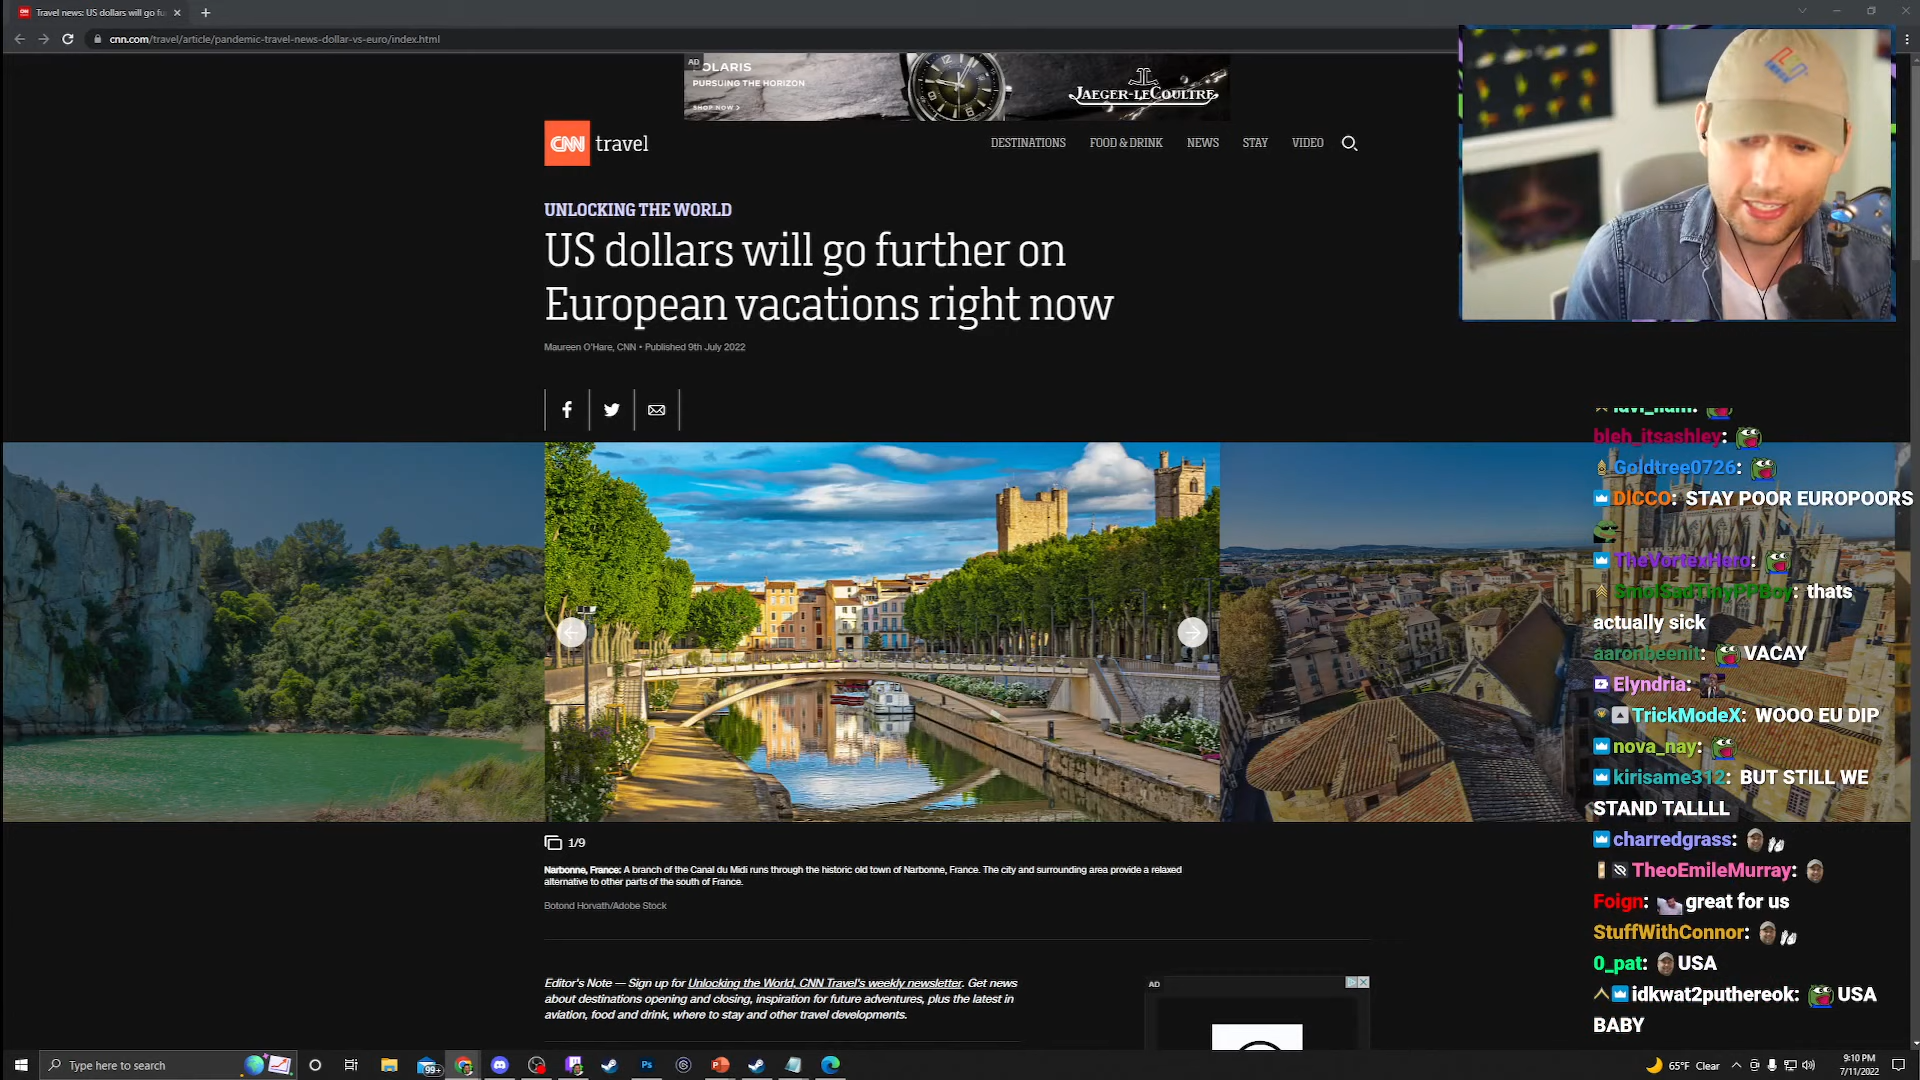 Travel news: US dollars will go fu
cnn.com/travel/article/pandemic-travel-news-dollar-vs-euro/index.html
AD
OLARIS
PURSUING THE HORIZON
SHOP NOW >
JAEGER-LECOULTRE
CNN travel
DESTINATIONS FOOD & DRINK NEWS STAY VIDEO
UNLOCKING THE WORLD
US dollars will go further on
European vacations right now
Maureen O'Hare, CNN • Published 9th July 2022
bleh_itsashley:
Goldtree0726:
DICCO: STAY POOR EUROPOORS
TheVortexHero:
SmolSadTinyPPBoy: thats
actually sick
aaronbeenit: VACAY
Elyndria:
TrickModeX: WOOO EU DIP
nova_nay:
kirisame312: BUT STILL WE
STAND TALLLL
charredgrass:
TheoEmileMurray:
Foign: great for us
StuffWithConnor:
0_pat: USA
idkwat2puthereok: USA
BABY
1/9
Narbonne, France: A branch of the Canal du Midi runs through the historic old town of Narbonne, France. The city and surrounding area provide a relaxed
alternative to other parts of the south of France.
Botond Horvath/Adobe Stock
Editor's Note — Sign up for Unlocking the World, CNN Travel's weekly newsletter. Get news
about destinations opening and closing, inspiration for future adventures, plus the latest in
aviation, food and drink, where to stay and other travel developments.
AD
Type here to search
99+
Ps
65°F Clear
9:10 PM
7/11/2022